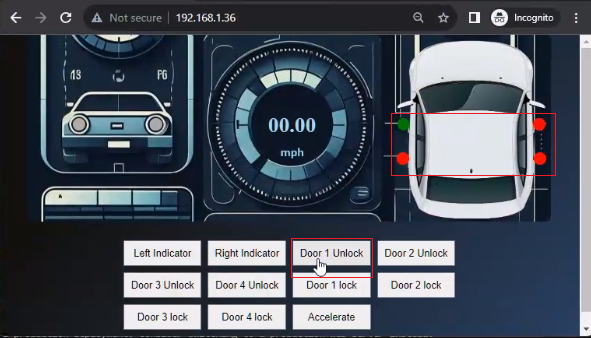 Not secure | 192.168.1.36
Incognito
00.00
mph
Left Indicator Right Indicator Door 1 Unlock Door 2 Unlock
Door 3 Unlock Door 4 Unlock Door 1 lock Door 2 lock
Door 3 lock Door 4 lock Accelerate